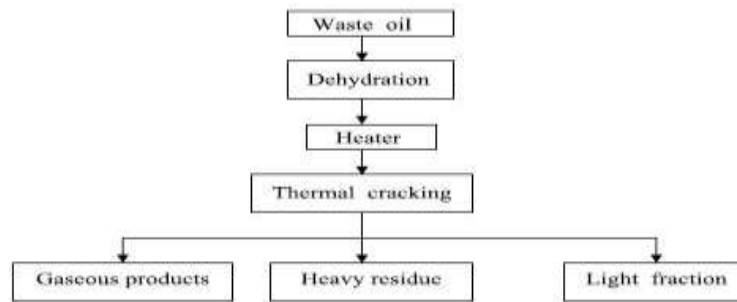 Waste oil
Dehydration
Heater
Thermal cracking
Gaseous products
Heavy residue
Light fraction